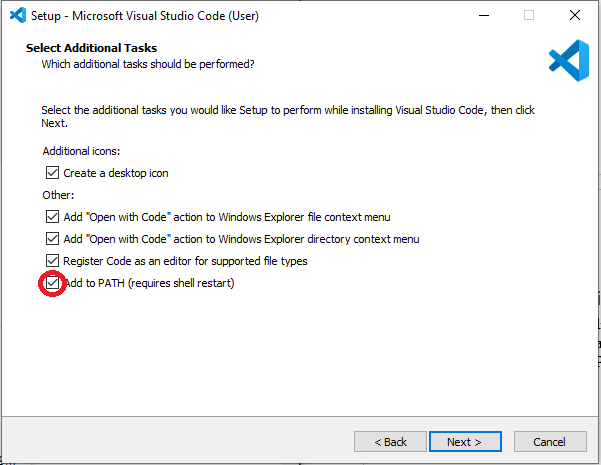 Setup - Microsoft Visual Studio Code (User)
Select Additional Tasks
Which additional tasks should be performed?
Select the additional tasks you would like Setup to perform while installing Visual Studio Code, then click
Next.
Additional icons:
Create a desktop icon
Other:
Add "Open with Code" action to Windows Explorer file context menu
Add "Open with Code" action to Windows Explorer directory context menu
Register Code as an editor for supported file types
Add to PATH (requires shell restart)
< Back Next > Cancel